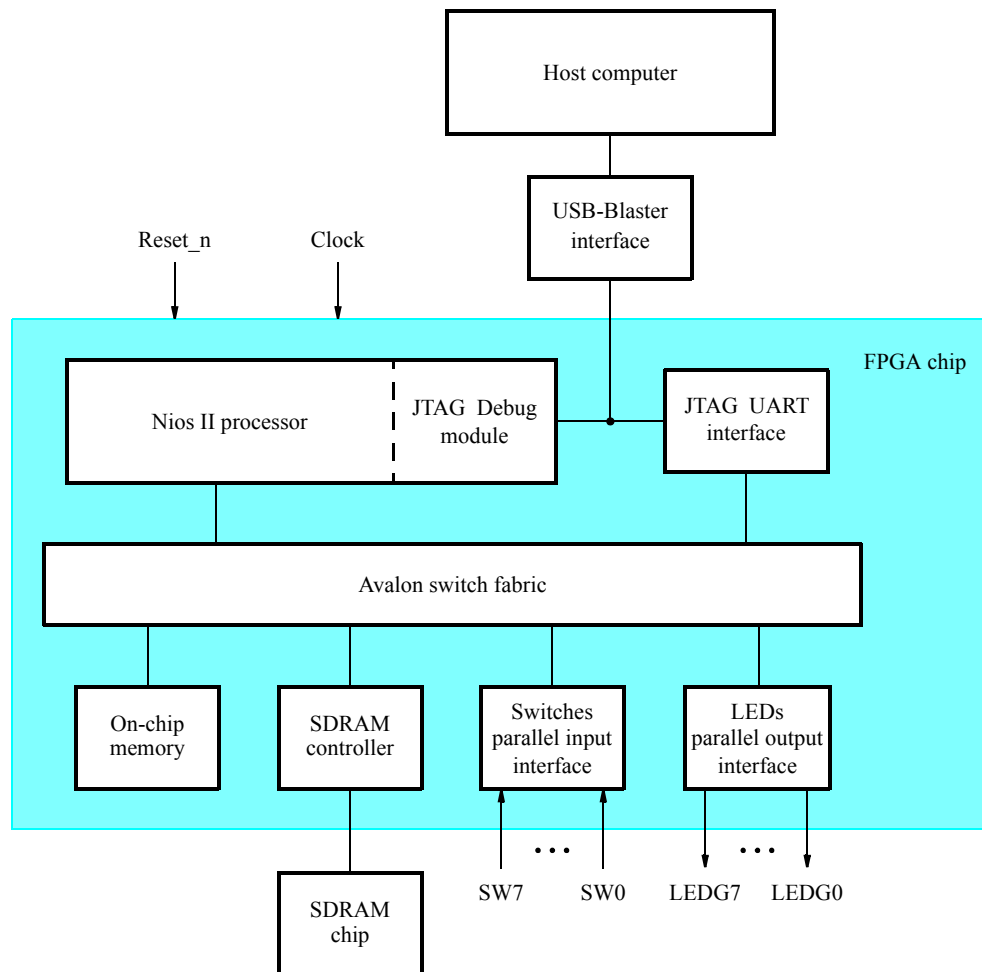 Host computer
USB-Blaster
interface
Reset_n
Clock
FPGA chip
Nios II processor
JTAG Debug
module
JTAG UART
interface
Avalon switch fabric
On-chip
memory
SDRAM
controller
Switches
parallel input
interface
LEDs
parallel output
interface
SW7
• • •
SW0
LEDG7
• • •
LEDG0
SDRAM
chip